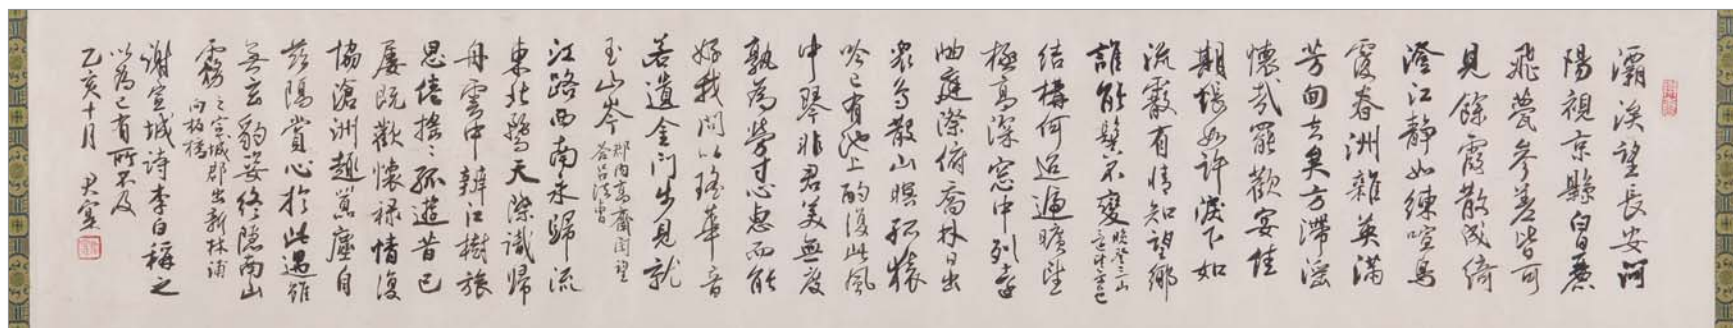 灞涘望長安河
陽視京縣白日麗
飛甍參差皆可
見餘霞散成綺
澄江靜如練喧鳥
覆春洲雜英滿
芳甸去矣方滯淫
懷哉罷歡宴佳
期悵如許淚下如
流霰有情知望鄉
誰能鬒不變
晚登三山
還望京邑
結構何迢遞曠望
極高深窗中列遠
岫庭際俯喬林日出
眾鳥散山暝孤猿
吟已有池上酌復此風
中琴非君美無度
孰為勞寸心惠而能
好我問以瑤華音
若遺金門步見就
玉山岑
郡內高齋閒望
答呂法曹
江路西南永歸流
東北騖天際識歸
舟雲中辨江樹旅
思倦搖〻孤遊昔已
屢既歡懷祿情復
協滄洲趣囂塵自
茲隔賞心於此遇雖
無玄豹姿終隱南山
霧
之宣城郡出新林浦
向板橋
謝宣城詩李白稱之
以為己有所不及
乙亥十月